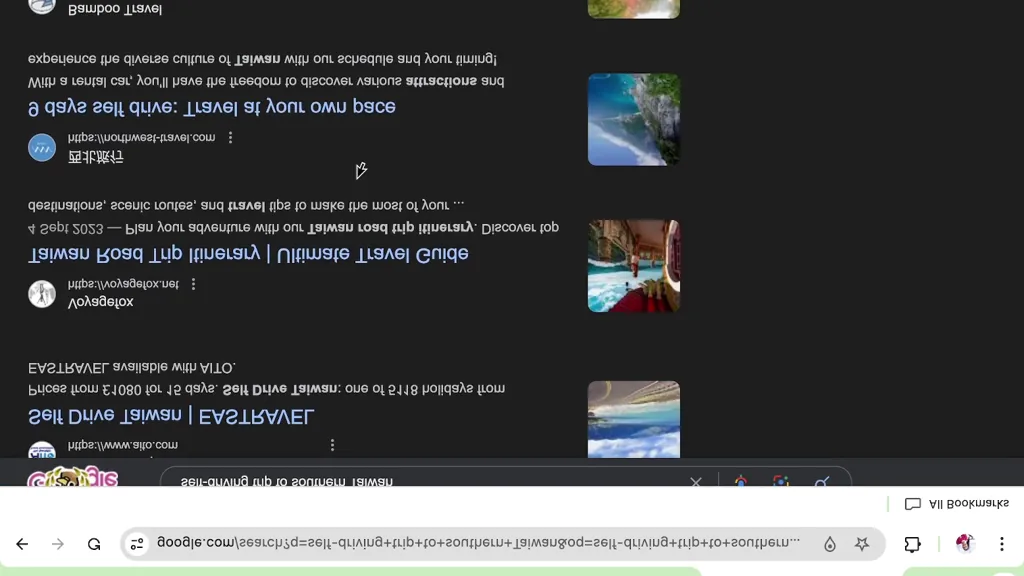 google.com/search?q=self-driving+trip+to+southern+Taiwan&oq=self-driving+trip+to+southern...
All Bookmarks
Google
self-driving trip to southern Taiwan
https://www.aito.com
Self Drive Taiwan | EASTRAVEL
Prices from £1080 for 15 days. Self Drive Taiwan: one of 5118 holidays from
EASTRAVEL available with AITO.
Voyagefox
https://voyagefox.net
Taiwan Road Trip Itinerary | Ultimate Travel Guide
4 Sept 2023 — Plan your adventure with our Taiwan road trip itinerary. Discover top
destinations, scenic routes, and travel tips to make the most of your ...
西北旅行
https://northwest-travel.com
9 days self drive: Travel at your own pace
With a rental car, you'll have the freedom to discover various attractions and
experience the diverse culture of Taiwan with our schedule and your timing!
Bamboo Travel